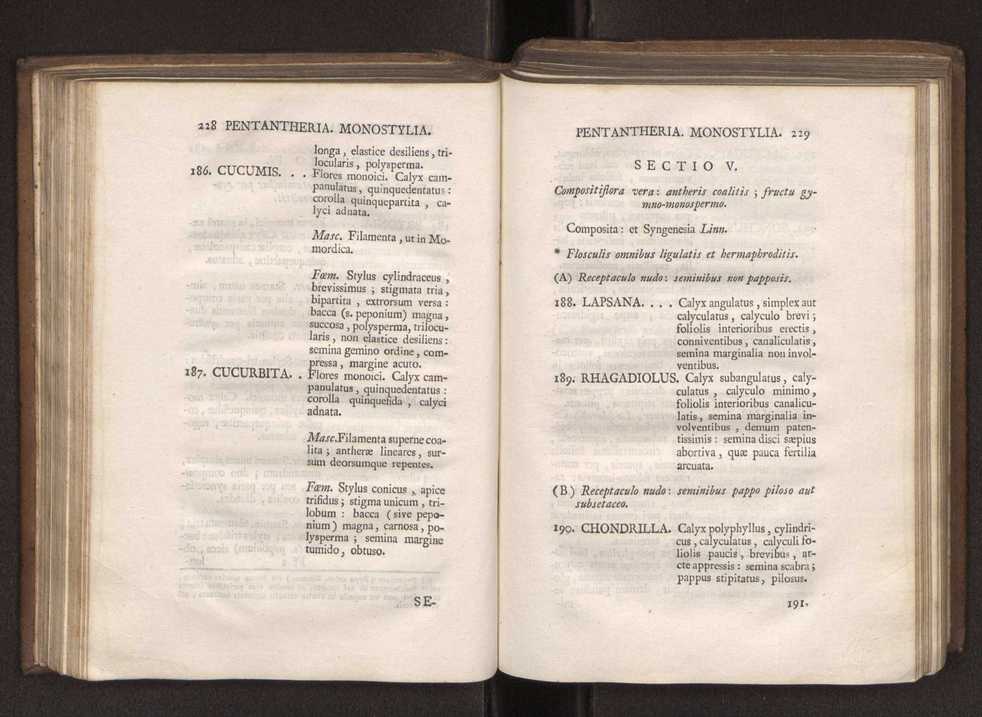 228 PENTANTHERIA. MONOSTYLIA.
longa, elastice desiliens, tri-
locularis, polysperma.
186. CUCUMIS. . . Flores monoici. Calyx cam-
panulatus, quinquedentatus:
corolla quinquepartita, ca-
lyci adnata.
Masc. Filamenta, ut in Mo-
mordica.
Fœm. Stylus cylindraceus,
brevissimus; stigmata tria,
bipartita, extrorsum versa:
bacca (s. peponium) magna,
succosa, polysperma, trilocu-
laris, non elastice desiliens:
semina gemino ordine, com-
pressa, margine acuto.
187. CUCURBITA. . Flores monoici. Calyx cam-
panulatus, quinquedentatus:
corolla quinquefida, calyci
adnata.
Masc. Filamenta superne coa-
lita; antheræ lineares, sur-
sum deorsumque repentes.
Fœm. Stylus conicus, apice
trifidus; stigma unicum, tri-
lobum: bacca (sive pepo-
nium) magna, carnosa, po-
lysperma; semina margine
tumido, obtuso.
SE-
PENTANTHERIA. MONOSTYLIA. 229
SECTIO V.
Compositiflora vera: antheris coalitis; fructu gy-
mno-monospermo.
Composita: et Syngenesia Linn.
* Flosculis omnibus ligulatis et hermaphroditis.
(A) Receptaculo nudo: seminibus non papposis.
188. LAPSANA. . . . Calyx angulatus, simplex aut
calyculatus, calyculo brevi;
foliolis interioribus erectis,
conniventibus, canaliculatis,
semina marginalia non invol-
ventibus.
189. RHAGADIOLUS. Calyx subangulatus, caly-
culatus, calyculo minimo,
foliolis interioribus canalicu-
latis, semina marginalia in-
volventibus, demum paten-
tissimis: semina disci sæpius
abortiva, quæ pauca fertilia
arcuata.
(B) Receptaculo nudo: seminibus pappo piloso aut
subsetaceo.
190. CHONDRILLA. Calyx polyphyllus, cylindri-
cus, calyculatus, calyculi fo-
liolis paucis, brevibus, ar-
cte appressis: semina scabra;
pappus stipitatus, pilosus.
191.